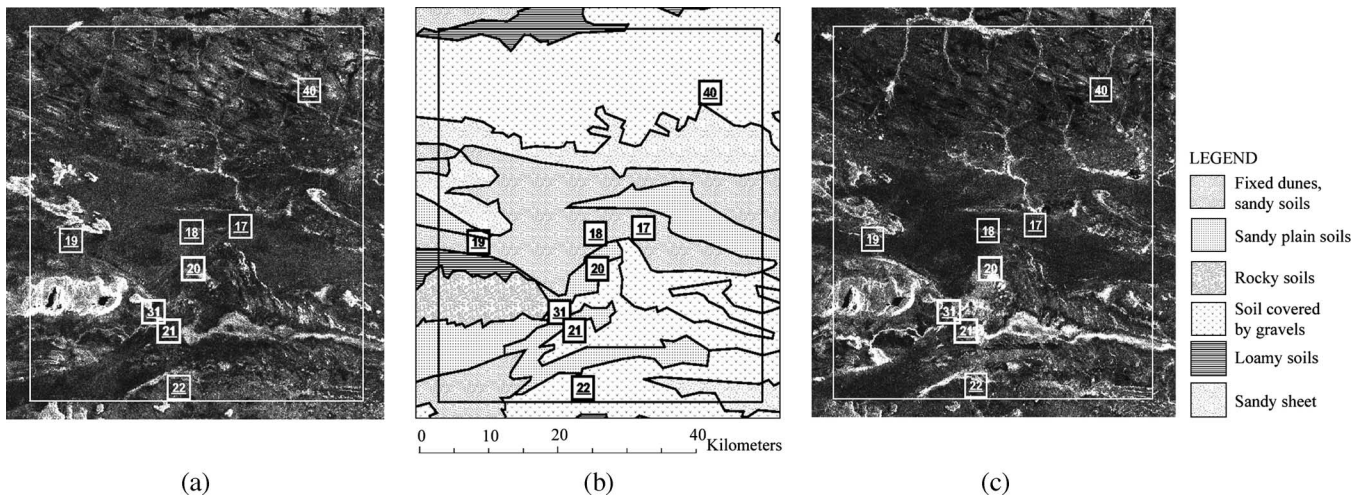 40
19
18
17
20
31
21
22
40
19
18
17
20
31
21
22
0
10
20
40
Kilometers
40
19
18
17
20
31
21
22
LEGEND
Fixed dunes,
sandy soils
Sandy plain soils
Rocky soils
Soil covered
by gravels
Loamy soils
Sandy sheet
(a)
(b)
(c)